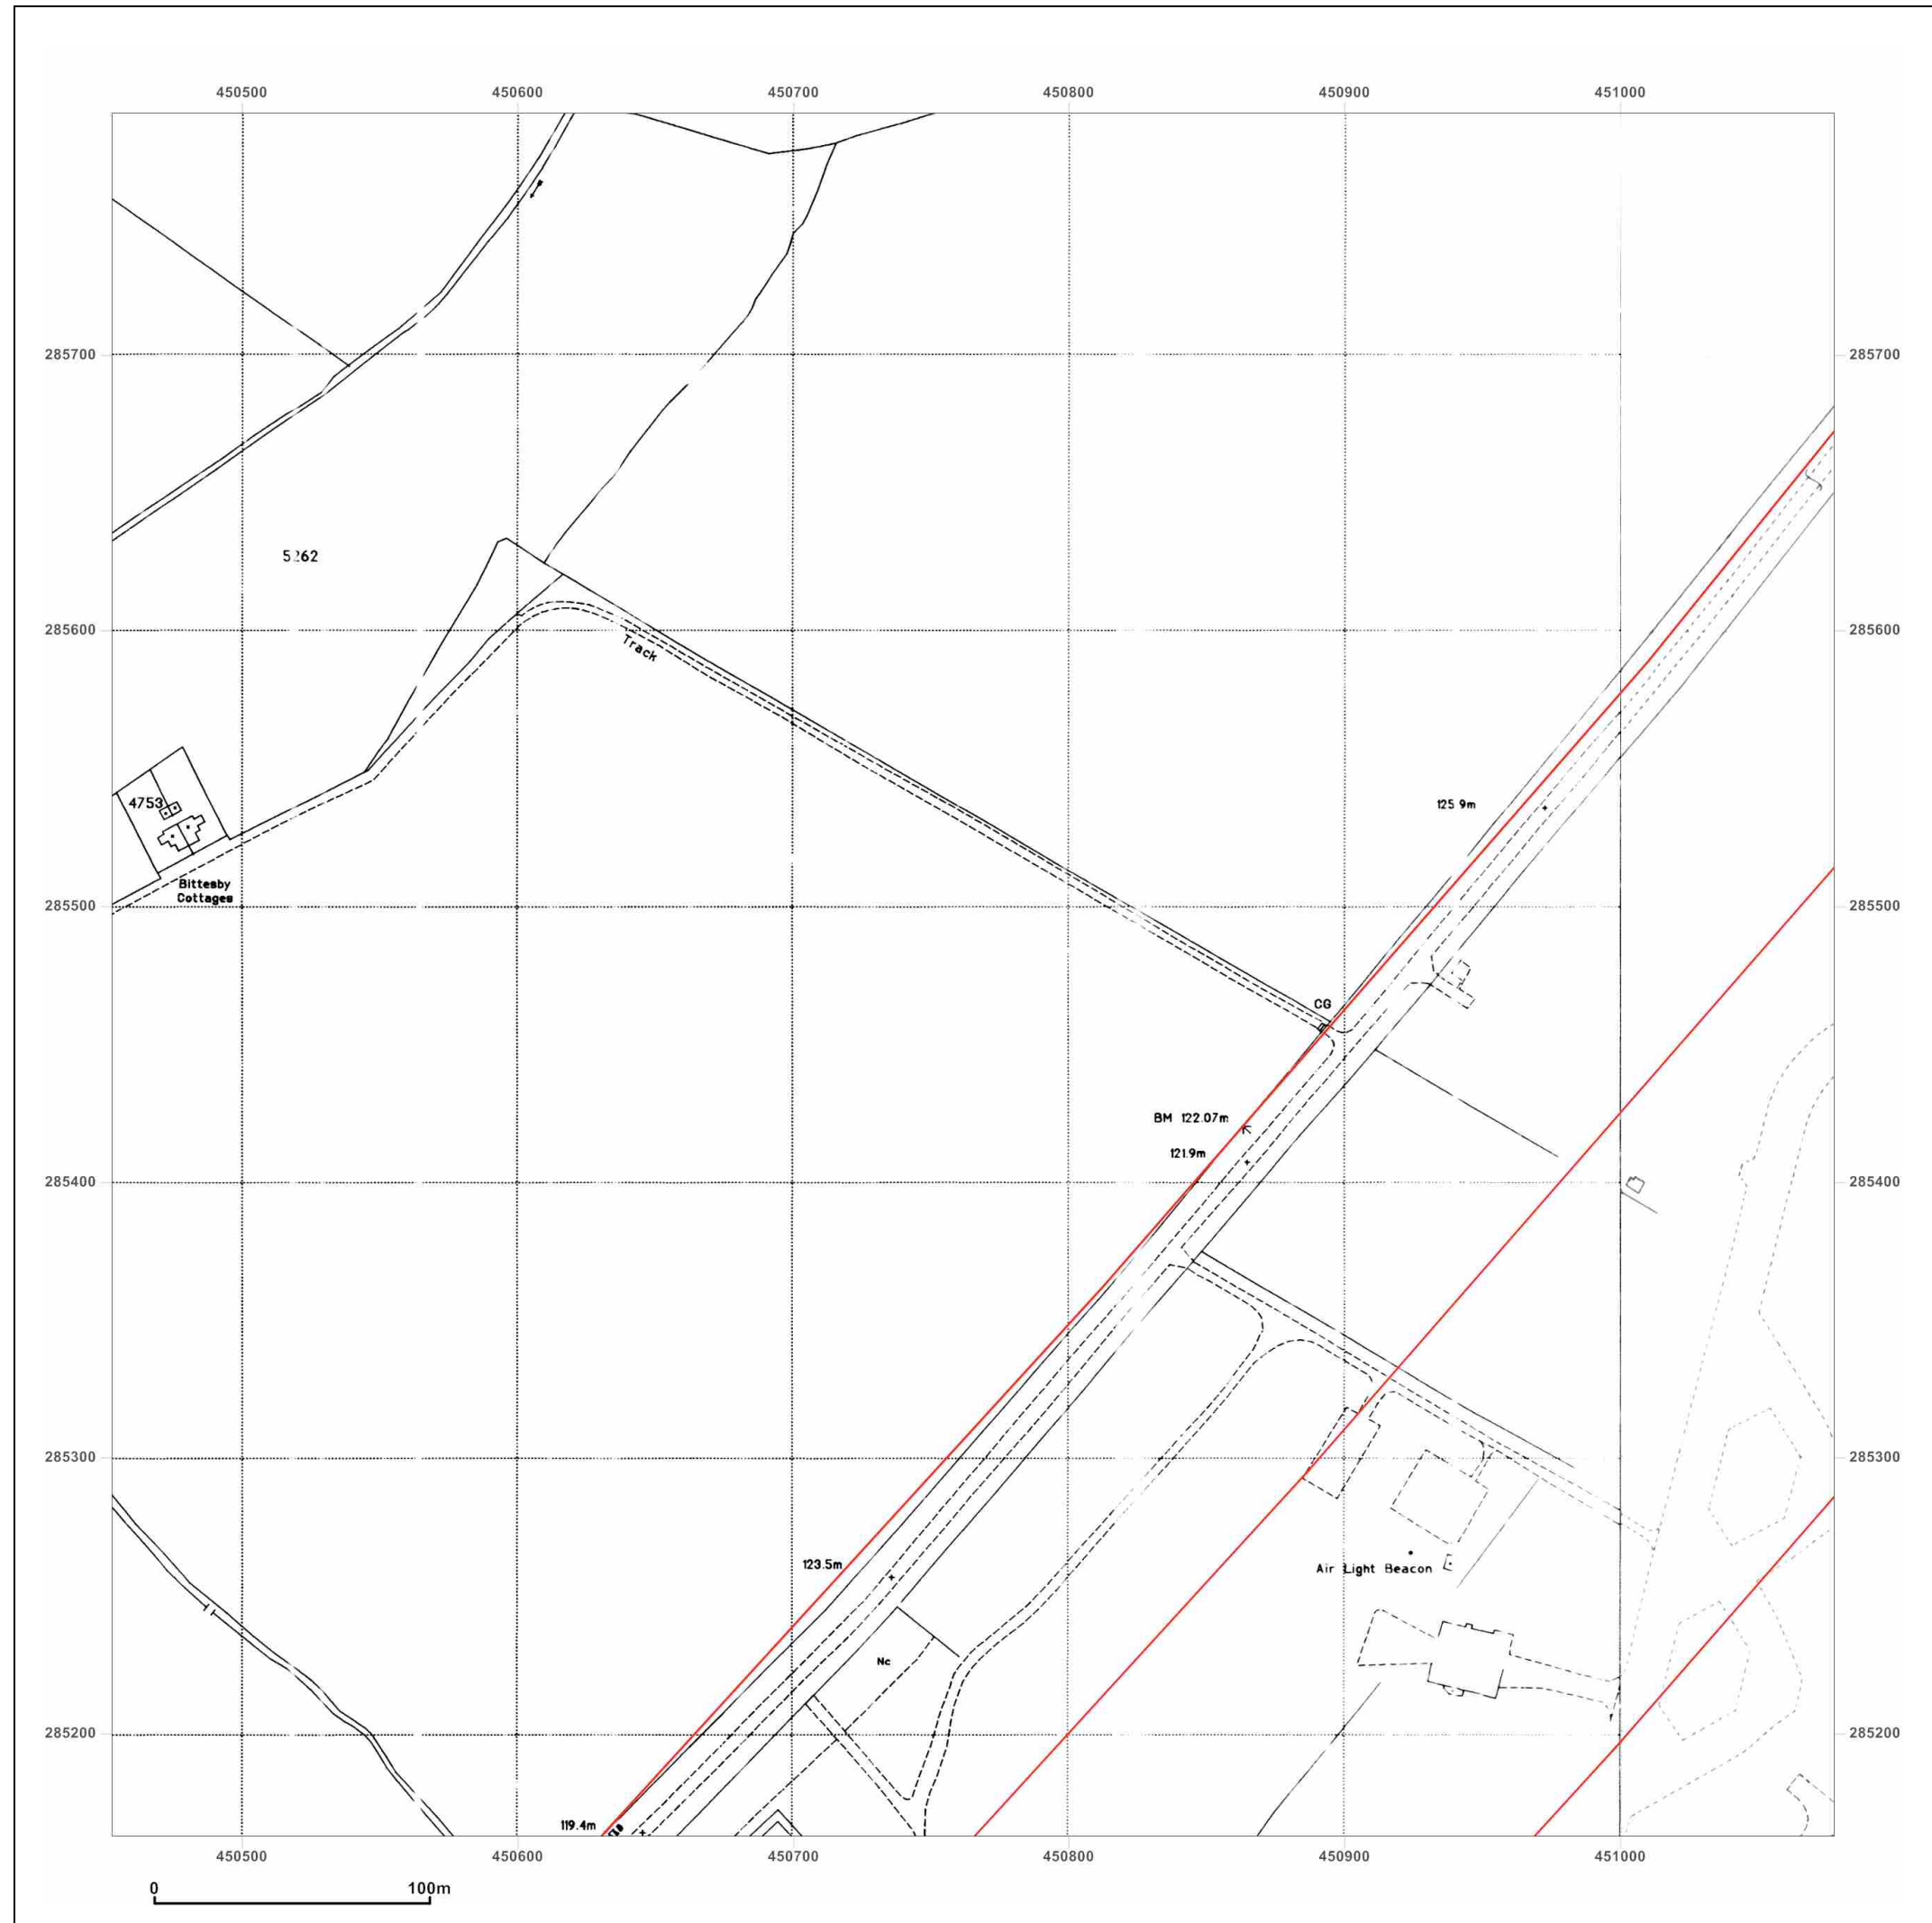 450500 450600 450700 450800 450900 451000
285700 285700
5262
285600 285600
Track
125.9m
4753
Bittesby
Cottages
285500 285500
CG
BM 122.07m
121.9m
285400 285400
285300 285300
123.5m
Air Light Beacon
Nc
285200 285200
119.4m
450500 450600 450700 450800 450900 451000
0 100m